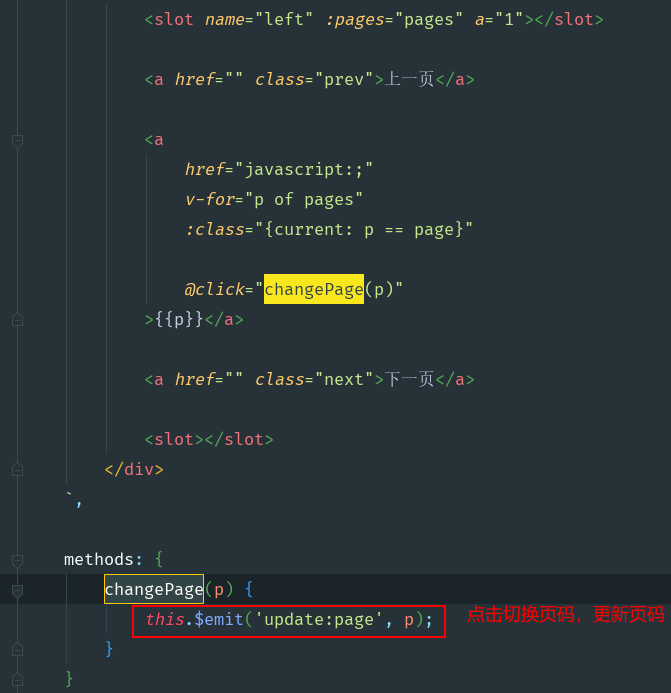 <slot name="left" :pages="pages" a="1"></slot>
<a href="" class="prev">上一页</a>
<a
href="javascript:;"
v-for="p of pages"
:class="{current: p == page}"
@click="changePage(p)"
>{{p}}</a>
<a href="" class="next">下一页</a>
<slot></slot>
</div>
`,
methods: {
changePage(p) {
this.$emit('update:page', p);
点击切换页码，更新页码
}
}